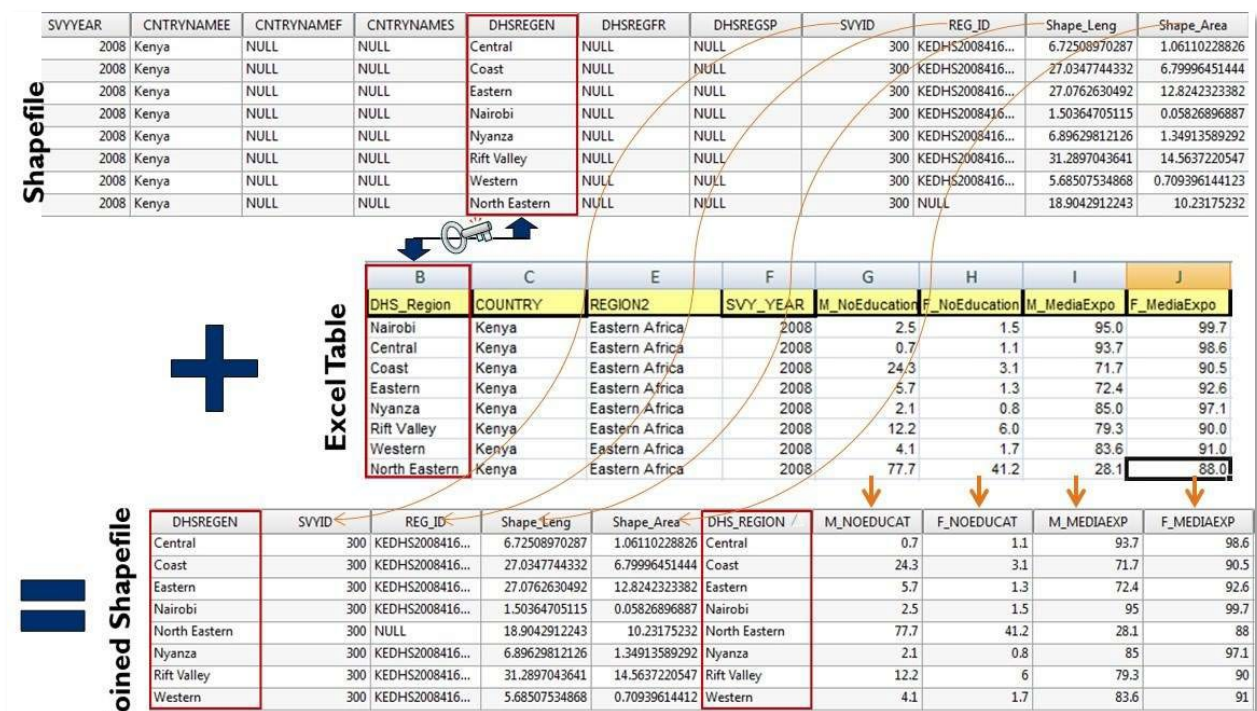 SVYYEAR CNTRYNAMEE CNTRYNAMEF CNTRYNAMES DHSREGEN DHSREGFR DHSREGSP SVYID REG_ID Shape_Leng Shape_Area
2008 Kenya NULL NULL Central NULL NULL 300 KEDHS2008416... 6.72508970287 1.06110228826
2008 Kenya NULL NULL Coast NULL NULL 300 KEDHS2008416... 27.0347744332 6.79996451444
2008 Kenya NULL NULL Eastern NULL NULL 300 KEDHS2008416... 27.0762630492 12.8242323382
2008 Kenya NULL NULL Nairobi NULL NULL 300 KEDHS2008416... 1.50364705115 0.05826896887
2008 Kenya NULL NULL Nyanza NULL NULL 300 KEDHS2008416... 6.89629812126 1.34913589292
2008 Kenya NULL NULL Rift Valley NULL NULL 300 KEDHS2008416... 31.2897043641 14.5637220547
2008 Kenya NULL NULL Western NULL NULL 300 KEDHS2008416... 5.68507534868 0.709396144123
2008 Kenya NULL NULL North Eastern NULL NULL 300 NULL 18.9042912243 10.23175232
Shapefile
B C E F G H I J
DHS_Region COUNTRY REGION2 SVY_YEAR M_NoEducation F_NoEducation M_MediaExpo F_MediaExpo
Nairobi Kenya Eastern Africa 2008 2.5 1.5 95.0 99.7
Central Kenya Eastern Africa 2008 0.7 1.1 93.7 98.6
Coast Kenya Eastern Africa 2008 24.3 3.1 71.7 90.5
Eastern Kenya Eastern Africa 2008 5.7 1.3 72.4 92.6
Nyanza Kenya Eastern Africa 2008 2.1 0.8 85.0 97.1
Rift Valley Kenya Eastern Africa 2008 12.2 6.0 79.3 90.0
Western Kenya Eastern Africa 2008 4.1 1.7 83.6 91.0
North Eastern Kenya Eastern Africa 2008 77.7 41.2 28.1 88.0
Excel Table
DHSREGEN SVYID REG_ID Shape_Leng Shape_Area DHS_REGION M_NOEDUCAT F_NOEDUCAT M_MEDIAEXP F_MEDIAEXP
Central 300 KEDHS2008416... 6.72508970287 1.06110228826 Central 0.7 1.1 93.7 98.6
Coast 300 KEDHS2008416... 27.0347744332 6.79996451444 Coast 24.3 3.1 71.7 90.5
Eastern 300 KEDHS2008416... 27.0762630492 12.8242323382 Eastern 5.7 1.3 72.4 92.6
Nairobi 300 KEDHS2008416... 1.50364705115 0.05826896887 Nairobi 2.5 1.5 95 99.7
North Eastern 300 NULL 18.9042912243 10.23175232 North Eastern 77.7 41.2 28.1 88
Nyanza 300 KEDHS2008416... 6.89629812126 1.34913589292 Nyanza 2.1 0.8 85 97.1
Rift Valley 300 KEDHS2008416... 31.2897043641 14.5637220547 Rift Valley 12.2 6 79.3 90
Western 300 KEDHS2008416... 5.68507534868 0.70939614412 Western 4.1 1.7 83.6 91
oined Shapefile